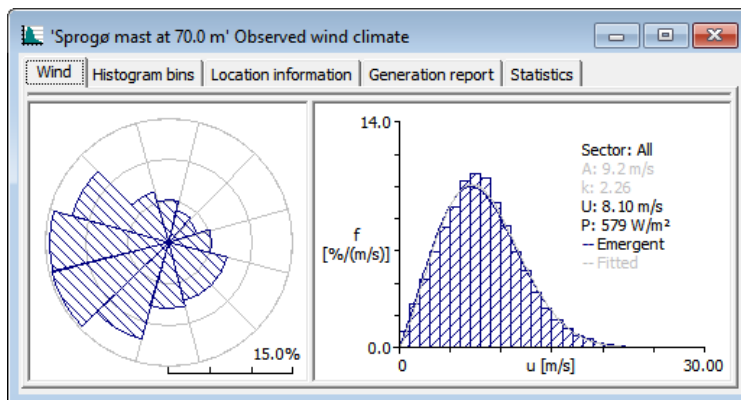 'Sprogø mast at 70.0 m' Observed wind climate
Wind Histogram bins Location information Generation report Statistics
15.0%
14.0
f
[%/(m/s)]
0.0
0
u [m/s]
30.00
Sector: All
A: 9.2 m/s
k: 2.26
U: 8.10 m/s
P: 579 W/m²
-- Emergent
-- Fitted